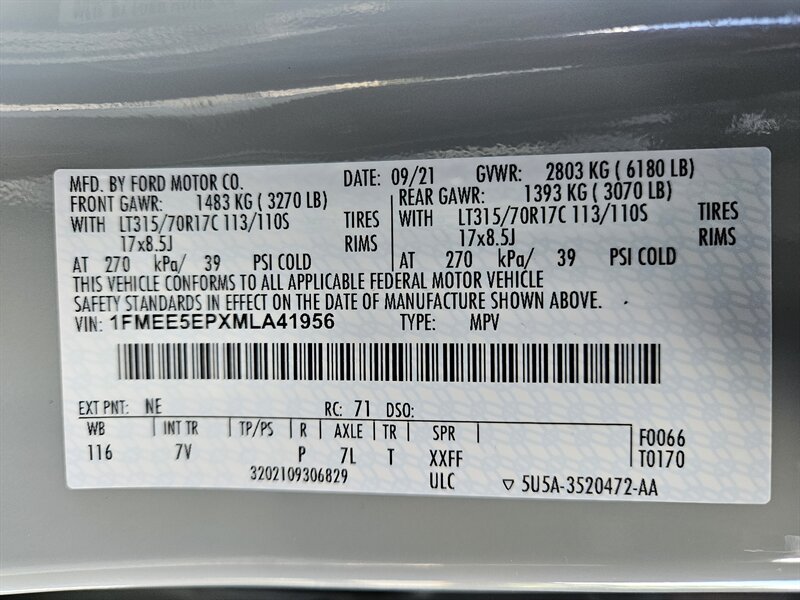 MFD. BY FORD MOTOR CO. DATE: 09/21 GVWR: 2803 KG ( 6180 LB)
FRONT GAWR: 1483 KG ( 3270 LB) REAR GAWR: 1393 KG ( 3070 LB)
WITH LT315/70R17C 113/110S TIRES WITH LT315/70R17C 113/110S TIRES
17x8.5J RIMS 17x8.5J RIMS
AT 270 kPa/ 39 PSI COLD AT 270 kPa/ 39 PSI COLD
THIS VEHICLE CONFORMS TO ALL APPLICABLE FEDERAL MOTOR VEHICLE
SAFETY STANDARDS IN EFFECT ON THE DATE OF MANUFACTURE SHOWN ABOVE.
VIN: 1FMEE5EPXMLA41956 TYPE: MPV
EXT PNT: NE RC: 71 DSO:
WB INT TR TP/PS R AXLE TR SPR F0066
116 7V P 7L T XXFF T0170
3202109306829 ULC ▽ 5U5A-3520472-AA